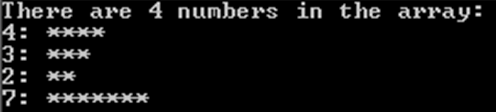 There are 4 numbers in the array:
4: ****
3: ***
2: **
7: *******